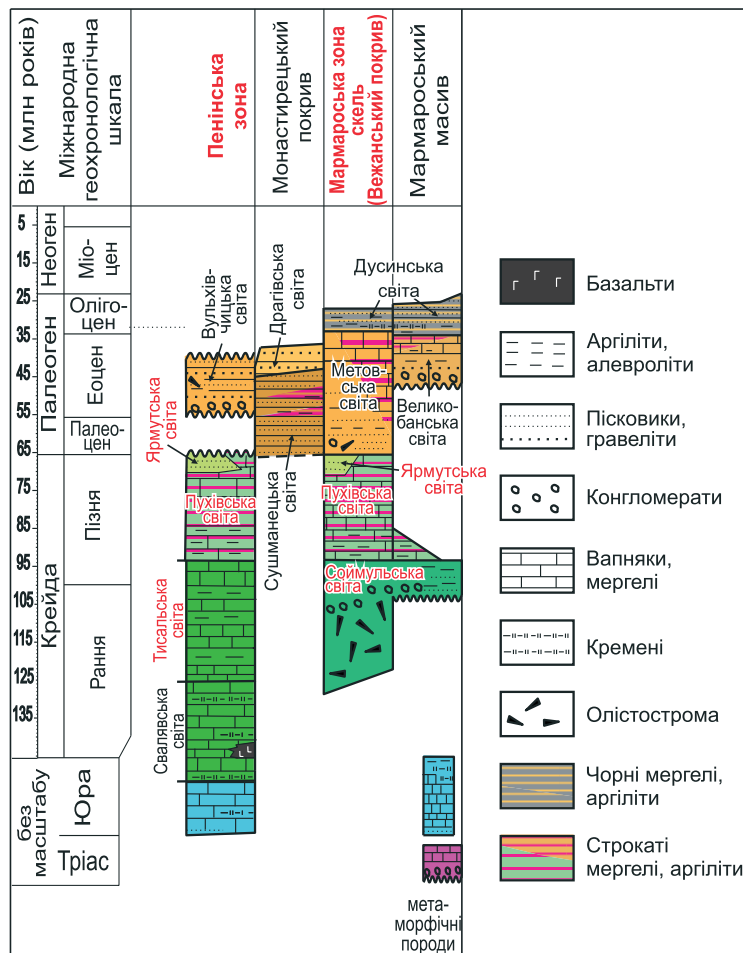 Вік (млн років)
Міжнародна
геохронологічна
шкала
Пенінська
зона
Монастирецький
покрив
Мармароська зона
скель
(Вежанський покрив)
Мармароський
масив
5
15
25
35
45
55
65
75
85
95
105
115
125
135
Неоген
Палеоген
Крейда
Міо-
цен
Оліго-
цен
Еоцен
Палео-
цен
Пізня
Рання
без
масштабу
Юра
Тріас
Вульхів-
чицька
світа
Ярмутська
світа
Пухівська
світа
Тисальська
світа
Свалявська
світа
Драгівська
світа
Сушманецька
світа
Дусинська
світа
Метов-
ська
світа
Велико-
банська
світа
Ярмутська
світа
Пухівська
світа
Соймульська
світа
мета-
морфічні
породи
Базальти
Аргіліти,
алевроліти
Пісковики,
гравеліти
Конгломерати
Вапняки,
мергелі
Кремені
Олістострома
Чорні мергелі,
аргіліти
Строкаті
мергелі, аргіліти